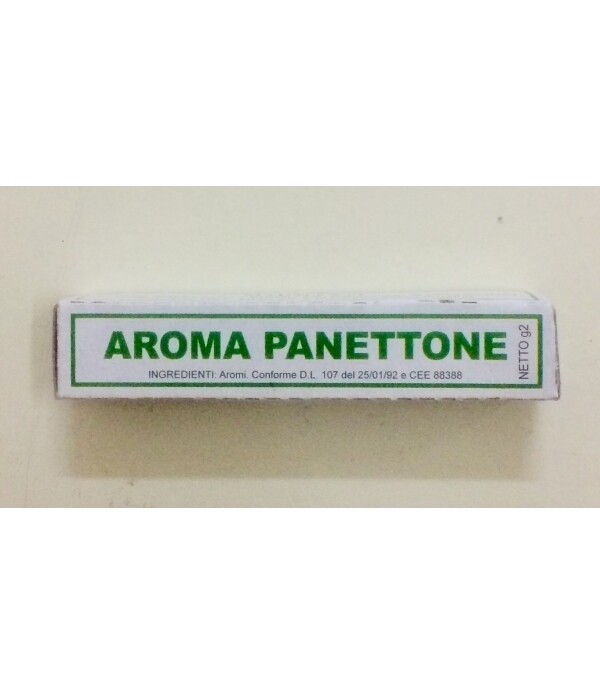 AROMA PANETTONE
INGREDIENTI: Aromi. Conforme D.L. 107 del 25/01/92 e CEE 88388
NETTO g2